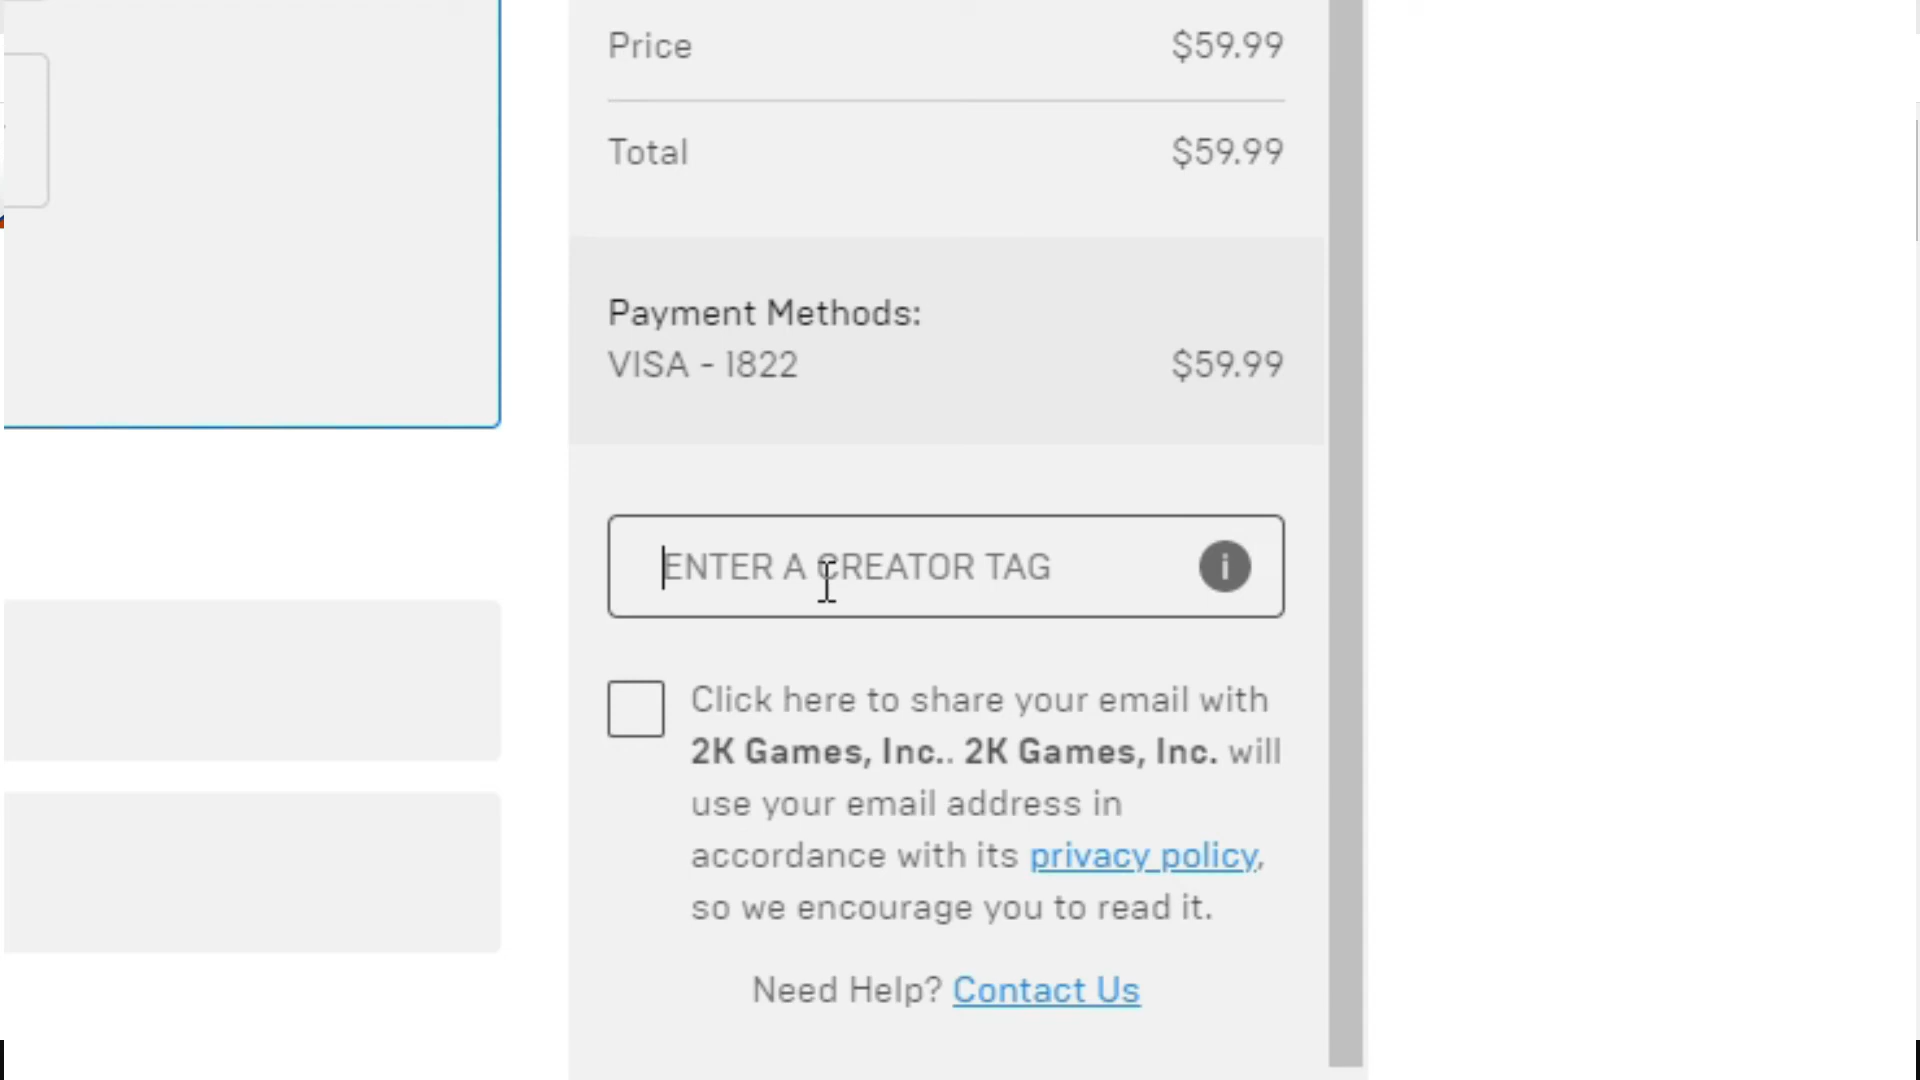 Price $59.99
Total $59.99
Payment Methods:
VISA - 1822 $59.99
ENTER A CREATOR TAG
i
Click here to share your email with
2K Games, Inc.. 2K Games, Inc. will
use your email address in
accordance with its privacy policy,
so we encourage you to read it.
Need Help? Contact Us